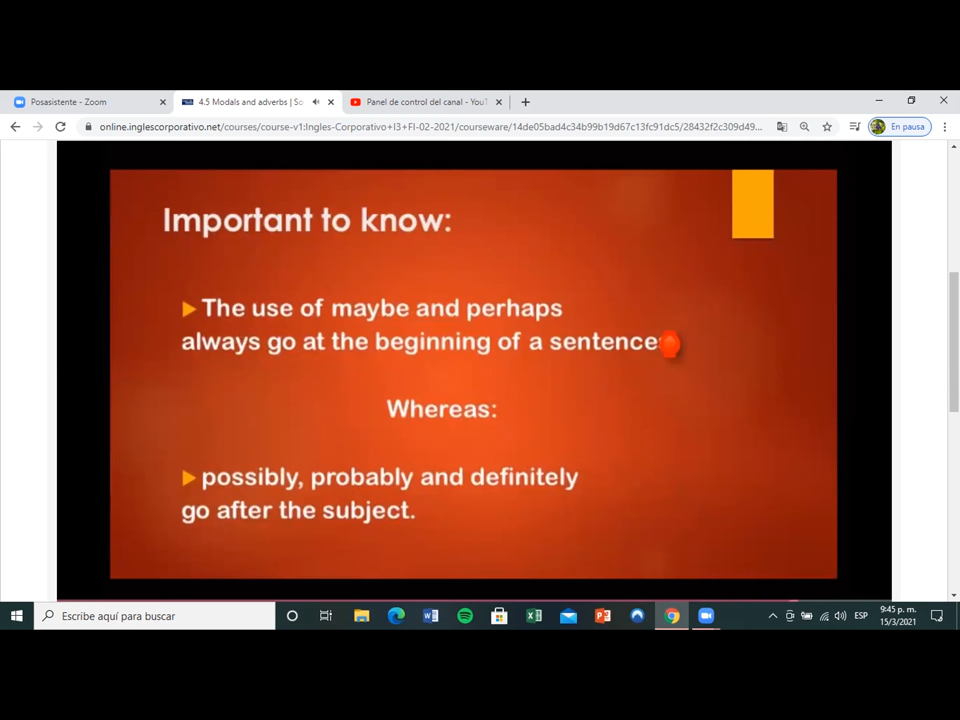 Posasistente - Zoom
4.5 Modals and adverbs | So
Panel de control del canal - YouT
online.inglescorporativo.net/courses/course-v1:Ingles-Corporativo+I3+FI-02-2021/courseware/14de05bad4c34b99b19d67c13fc91dc5/28432f2c309d49...
En pausa
Important to know:
The use of maybe and perhaps
always go at the beginning of a sentence
Whereas:
possibly, probably and definitely
go after the subject.
Escribe aquí para buscar
ESP
9:45 p. m.
15/3/2021